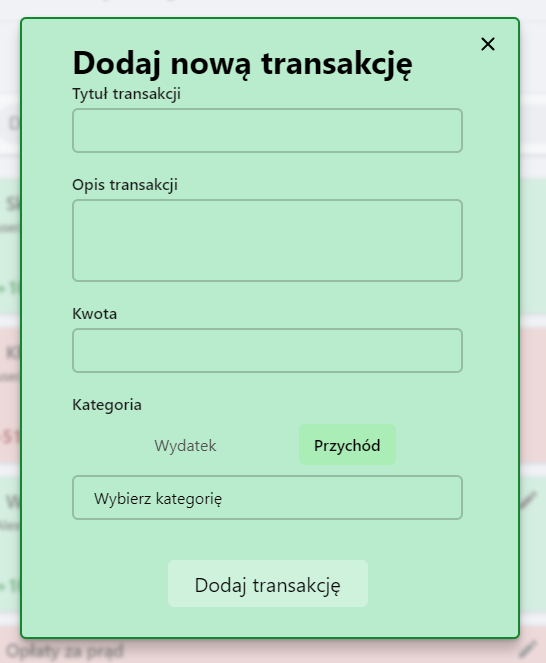 Dodaj nową transakcję
Tytuł transakcji
Opis transakcji
Kwota
Kategoria
Wydatek Przychód
Wybierz kategorię
Dodaj transakcję
Opłaty za prąd